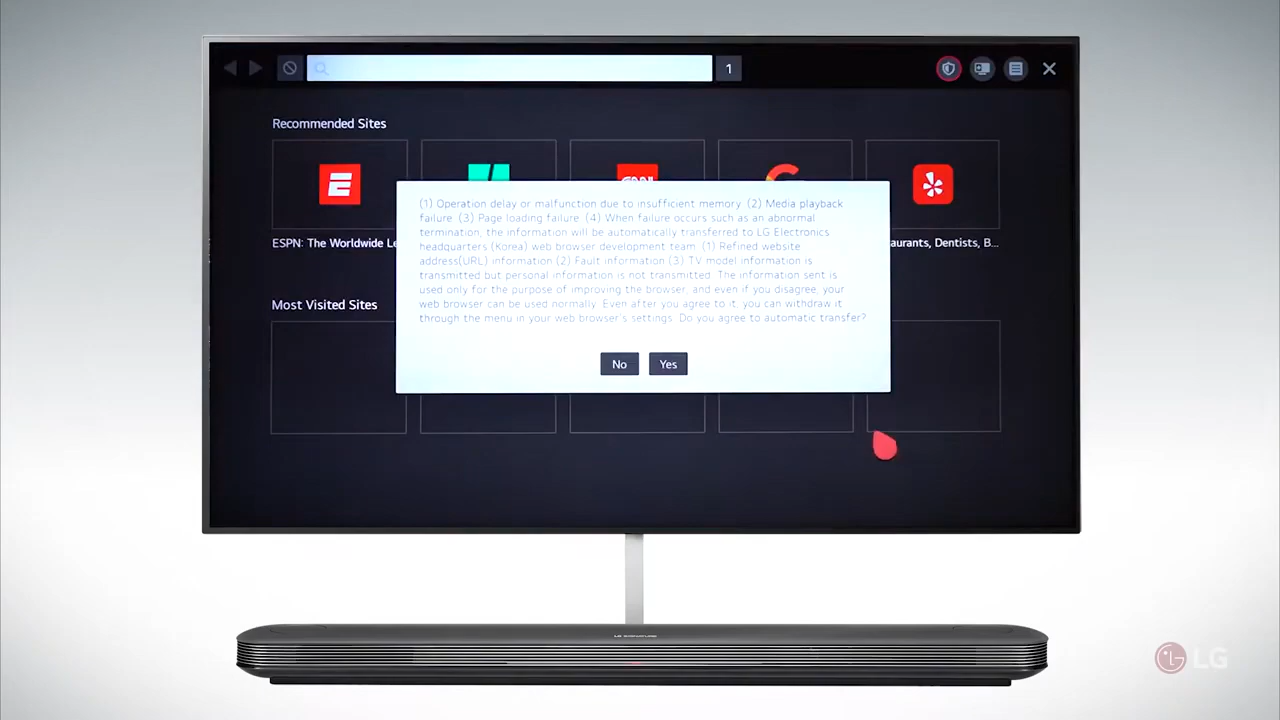 1
Recommended Sites
E
CNN
G
ESPN: The Worldwide Le
aurants, Dentists, B...
(1) Operation delay or malfunction due to insufficient memory. (2) Media playback
failure. (3) Page loading failure. (4) When failure occurs such as an abnormal
termination, the information will be automatically transferred to LG Electronics
headquarters (Korea) web browser development team. (1) Refined website
address(URL) information (2) Fault information (3) TV model information is
transmitted but personal information is not transmitted. The information sent is
used only for the purpose of improving the browser, and even if you disagree, your
web browser can be used normally. Even after you agree to it, you can withdraw it
through the menu in your web browser's settings. Do you agree to automatic transfer?
Most Visited Sites
No Yes
LG SIGNATURE
LG